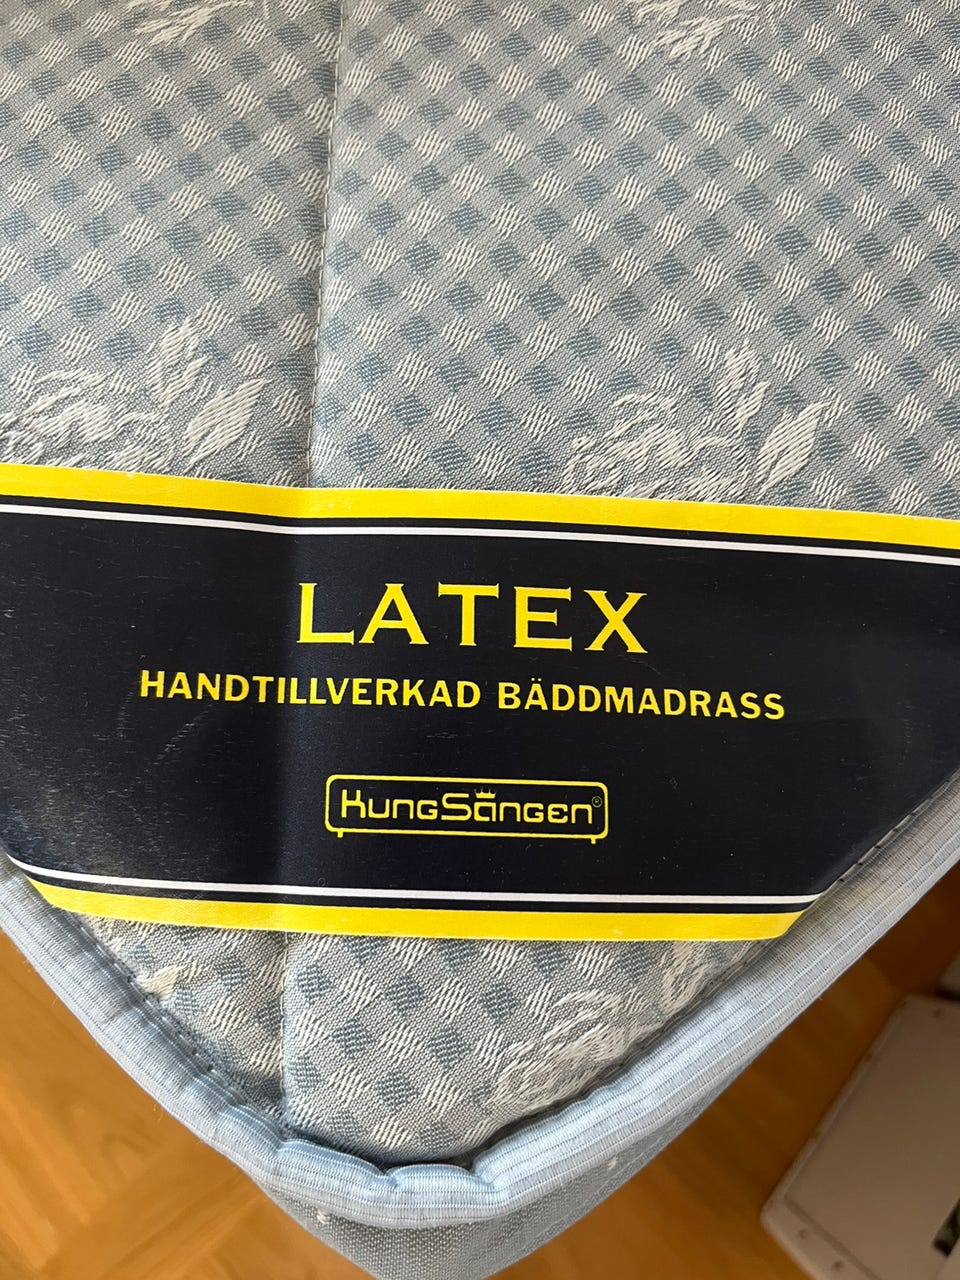 LATEX
HANDTILLVERKAD BÄDDMADRASS
KungSängen®